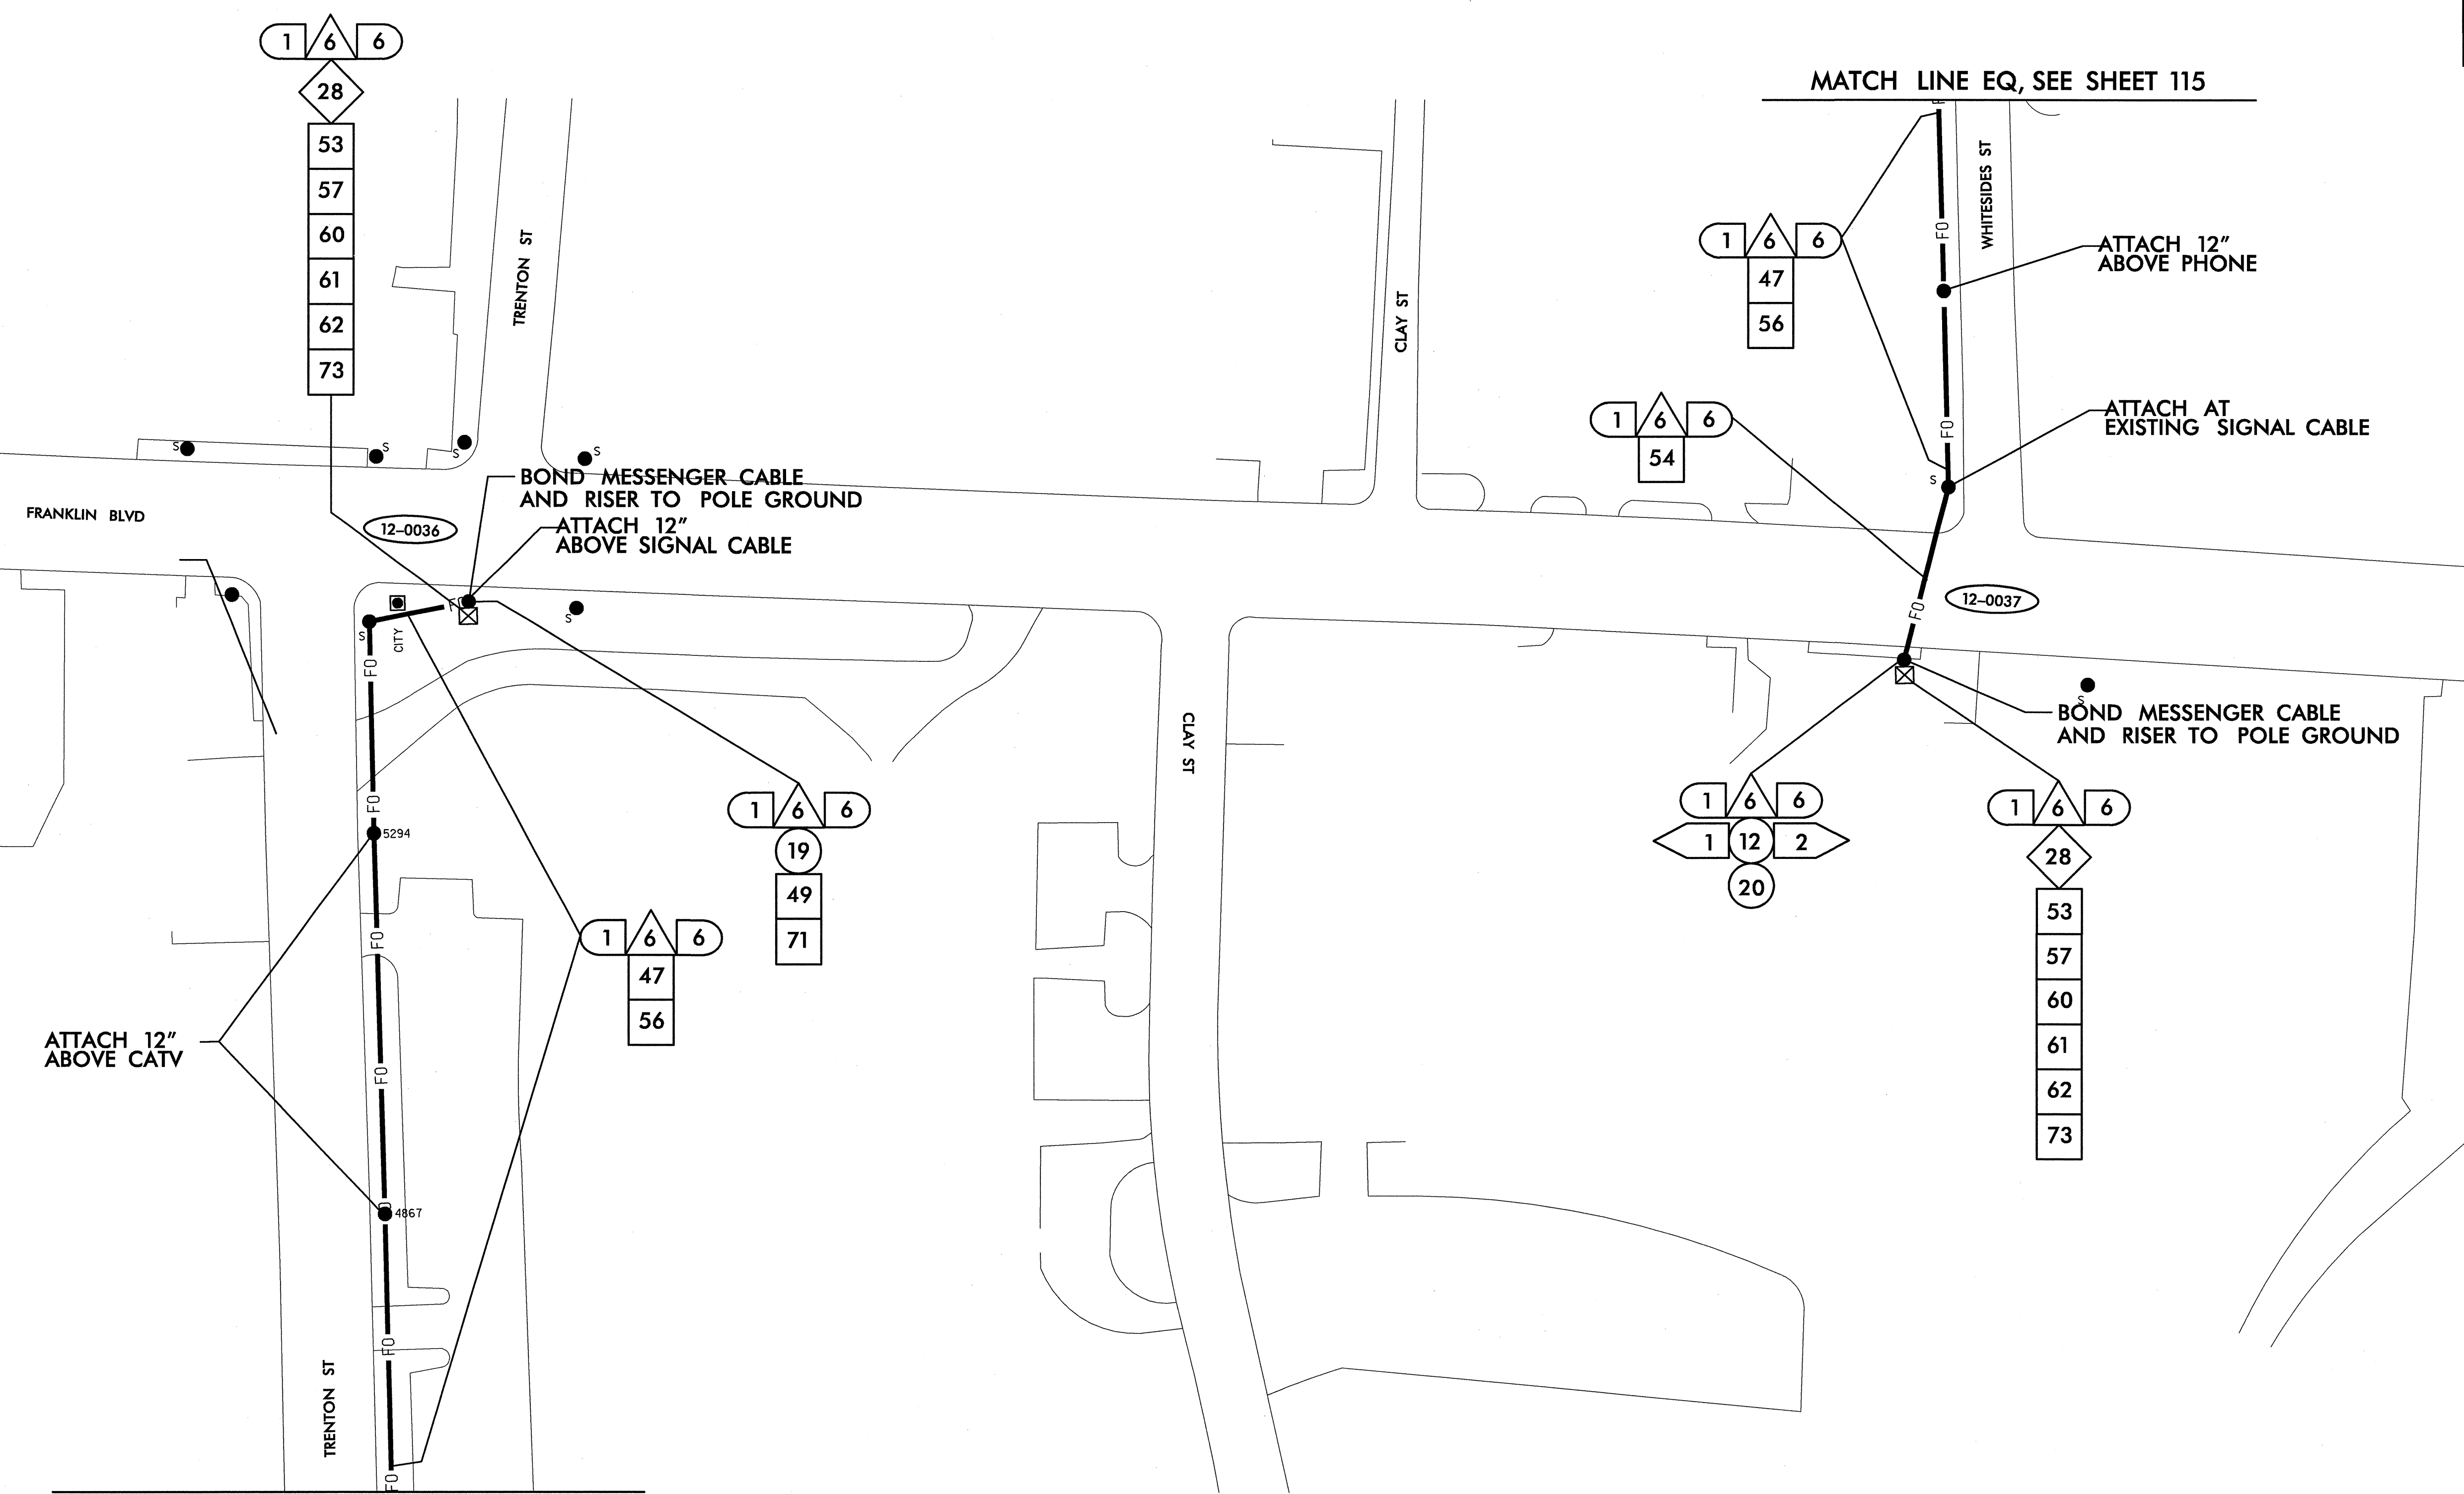 1 6 6
28
53
57
60
61
62
73
MATCH LINE EQ, SEE SHEET 115
TRENTON ST
CLAY ST
WHITESIDES ST
FO
1 6 6
47
56
ATTACH 12"
ABOVE PHONE
1 6 6
54
FO
ATTACH AT
EXISTING SIGNAL CABLE
S
S
S
S
S
BOND MESSENGER CABLE
AND RISER TO POLE GROUND
ATTACH 12"
ABOVE SIGNAL CABLE
FRANKLIN BLVD
12-0036
12-0037
FO
S
CITY
S
FO
S
BOND MESSENGER CABLE
AND RISER TO POLE GROUND
CLAY ST
FO
5294
1 6 6
19
49
71
1 6 6
1 12 2
20
1 6 6
28
53
57
60
61
62
73
FO
1 6 6
47
56
ATTACH 12"
ABOVE CATV
FO
4867
FO
TRENTON ST
FO